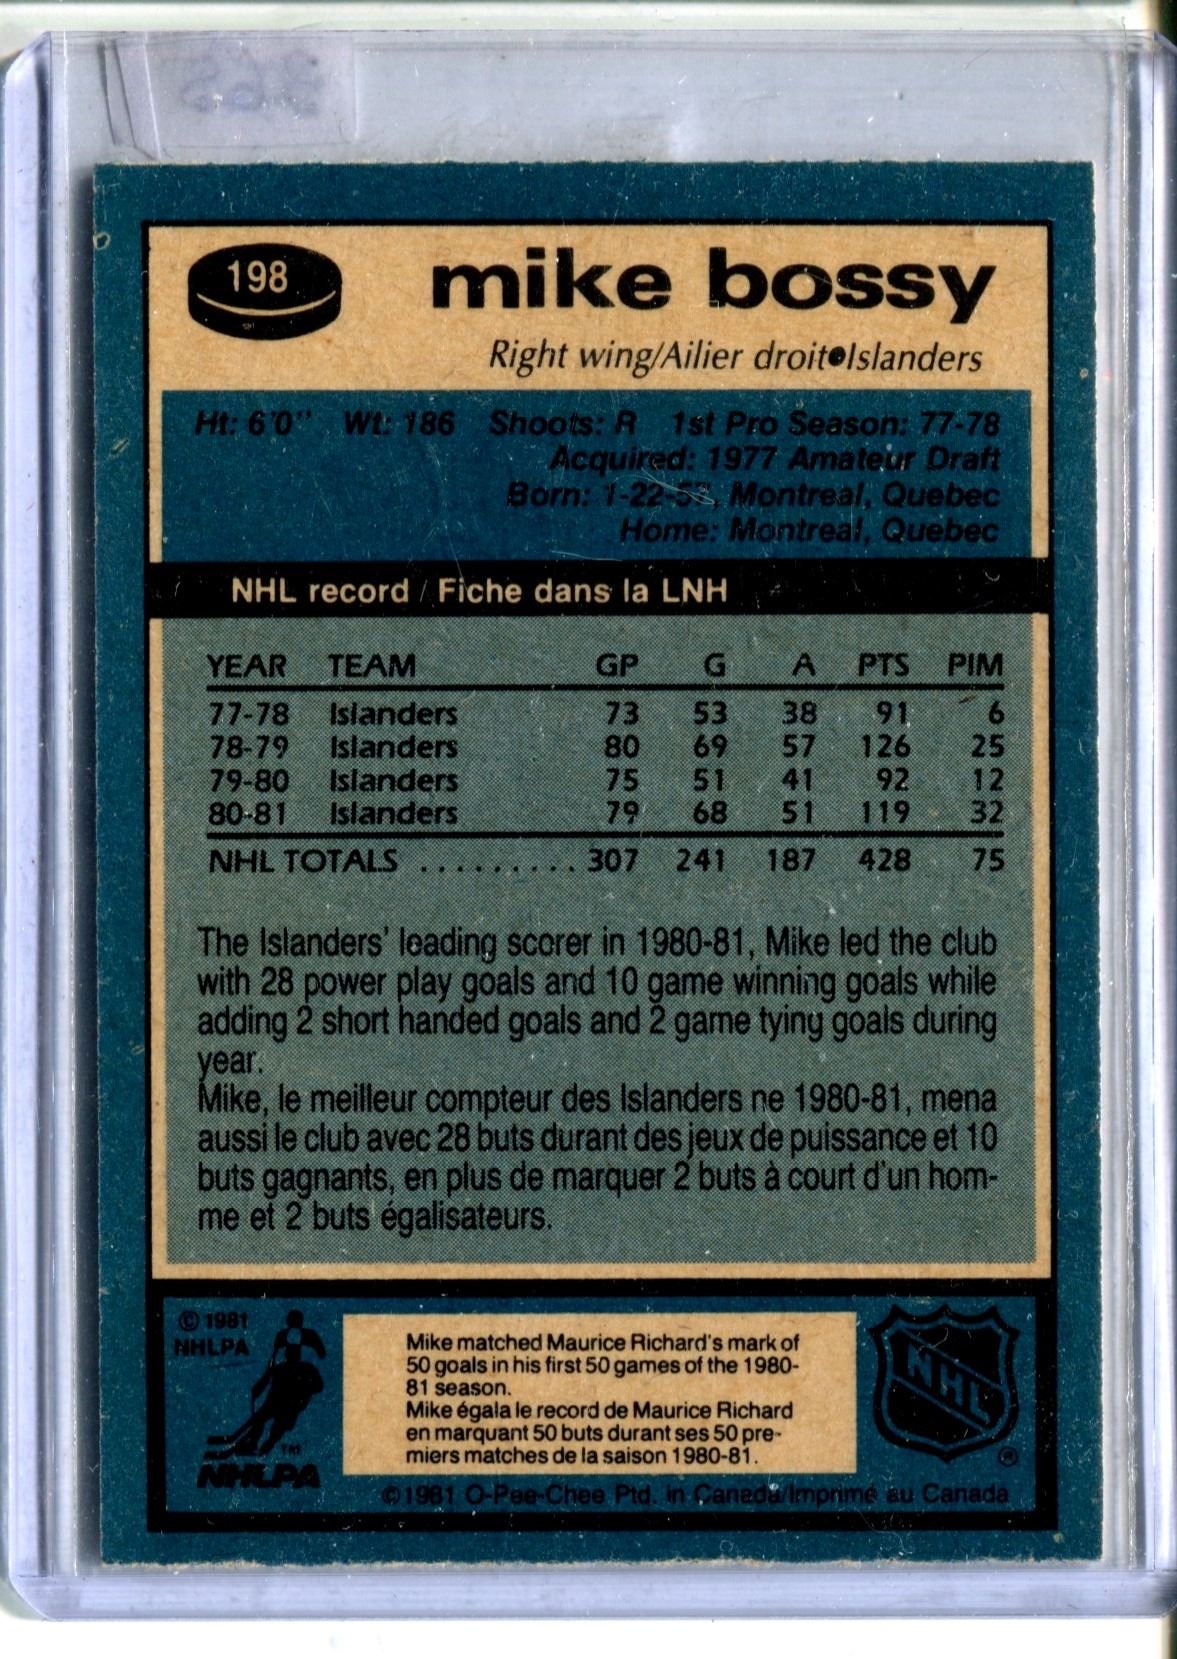 198
mike bossy
Right wing/Ailier droit•Islanders
Ht: 6'0" Wt: 186 Shoots: R 1st Pro Season: 77-78
Acquired: 1977 Amateur Draft
Born: 1-22-57, Montreal, Quebec
Home: Montreal, Quebec
NHL record / Fiche dans la LNH
YEAR TEAM GP G A PTS PIM
77-78 Islanders 73 53 38 91 6
78-79 Islanders 80 69 57 126 25
79-80 Islanders 75 51 41 92 12
80-81 Islanders 79 68 51 119 32
NHL TOTALS .......... 307 241 187 428 75
The Islanders' leading scorer in 1980-81, Mike led the club
with 28 power play goals and 10 game winning goals while
adding 2 short handed goals and 2 game tying goals during
year.
Mike, le meilleur compteur des Islanders ne 1980-81, mena
aussi le club avec 28 buts durant des jeux de puissance et 10
buts gagnants, en plus de marquer 2 buts à court d'un hom-
me et 2 buts égalisateurs.
© 1981
NHLPA
TM
NHLPA
Mike matched Maurice Richard's mark of
50 goals in his first 50 games of the 1980-
81 season.
Mike égala le record de Maurice Richard
en marquant 50 buts durant ses 50 pre-
miers matches de la saison 1980-81.
NHL
®
©1981 O-Pee-Chee Ptd. in Canada/Imprimé au Canada